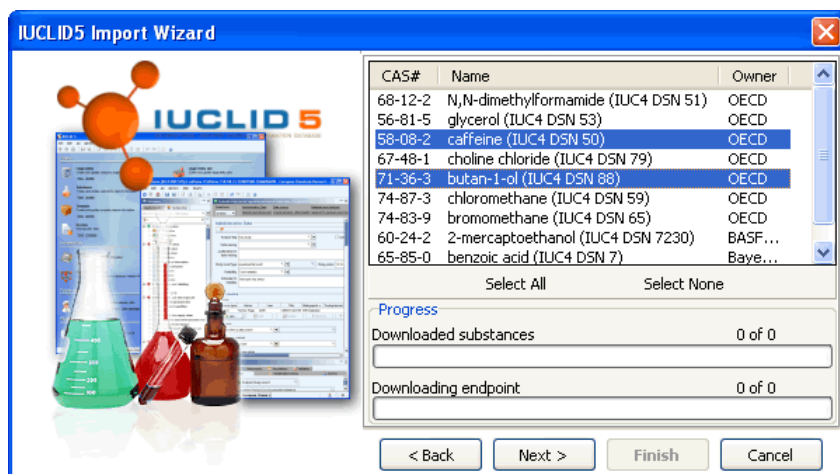 IUCLID5 Import Wizard
IUCLID 5
CAS# Name Owner
68-12-2 N,N-dimethylformamide (IUC4 DSN 51) OECD
56-81-5 glycerol (IUC4 DSN 53) OECD
58-08-2 caffeine (IUC4 DSN 50) OECD
67-48-1 choline chloride (IUC4 DSN 79) OECD
71-36-3 butan-1-ol (IUC4 DSN 88) OECD
74-87-3 chloromethane (IUC4 DSN 59) OECD
74-83-9 bromomethane (IUC4 DSN 65) OECD
60-24-2 2-mercaptoethanol (IUC4 DSN 7230) BASF...
65-85-0 benzoic acid (IUC4 DSN 7) Baye...
Select All Select None
Progress
Downloaded substances 0 of 0
Downloading endpoint 0 of 0
< Back Next > Finish Cancel